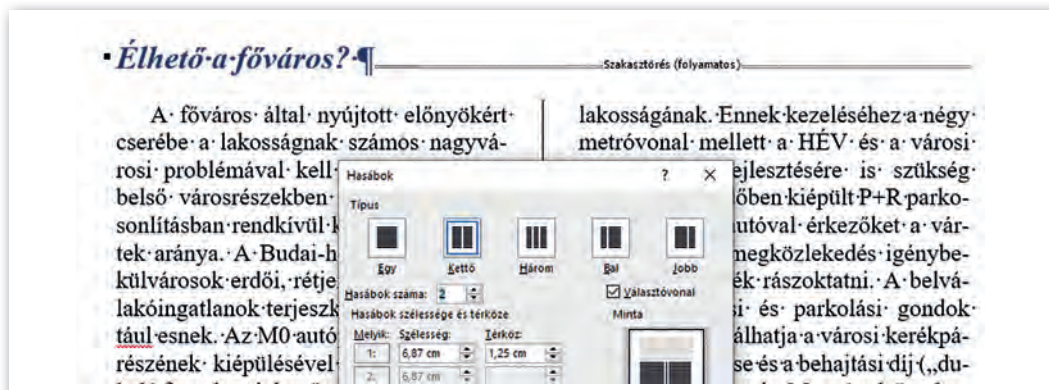 Élhető·a·főváros?·¶ Szakasztörés (folyamatos)
A· főváros· által· nyújtott· előnyökért·
cserébe· a· lakosságnak· számos· nagyvá-
rosi· problémával· kell·
belső· városrészekben·
sonlításban·rendkívül·k
tek·aránya.·A·Budai-h
külvárosok·erdői,·rétje
lakóingatlanok·terjeszk
tául·esnek.·Az·M0·autó
részének· kiépülésével·
lakosságának.·Ennek·kezeléséhez·a·négy·
metróvonal· mellett· a· HÉV· és· a· városi·
ejlesztésére· is· szükség·
őben·kiépült·P+R·parko-
utóval·érkezőket·a·vár-
megközlekedés·igénybe-
ék·rászoktatni.·A·belvá-
si· és· parkolási· gondok·
álhatja·a·városi·kerékpá-
se·és·a·behajtási·díj·(„du-
Hasábok ? ×
Típus
Egy Kettő Három Bal Jobb
Hasábok száma: 2 Választóvonal
Hasábok szélessége és térköze Minta
Melyik: Szélesség: Térköz:
1: 6,87 cm 1,25 cm
2: 6,87 cm